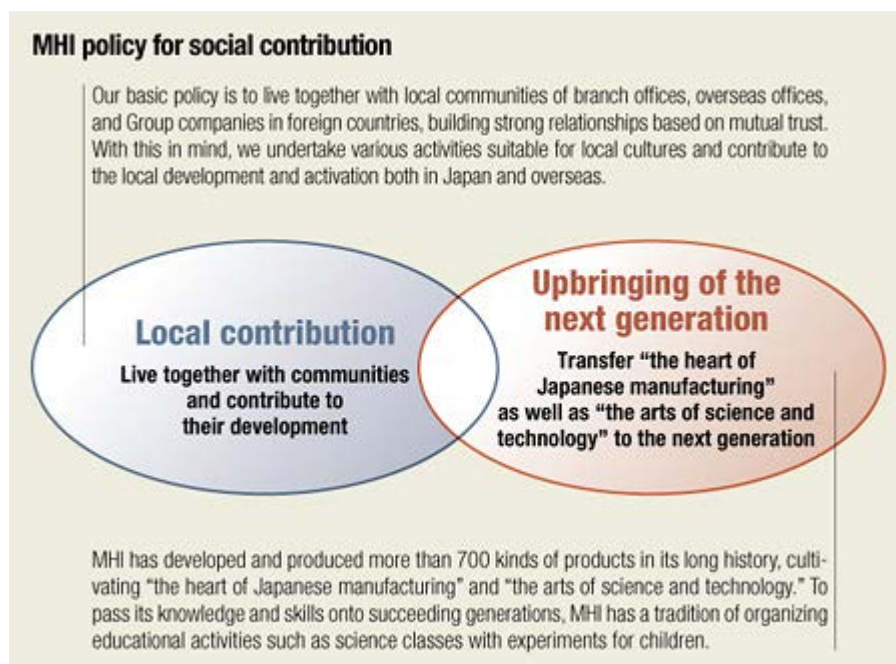 MHI policy for social contribution
Our basic policy is to live together with local communities of branch offices, overseas offices,
and Group companies in foreign countries, building strong relationships based on mutual trust.
With this in mind, we undertake various activities suitable for local cultures and contribute to
the local development and activation both in Japan and overseas.
Local contribution
Live together with communities
and contribute to
their development
Upbringing of the
next generation
Transfer “the heart of
Japanese manufacturing”
as well as “the arts of science and
technology” to the next generation
MHI has developed and produced more than 700 kinds of products in its long history, culti-
vating “the heart of Japanese manufacturing” and “the arts of science and technology.” To
pass its knowledge and skills onto succeeding generations, MHI has a tradition of organizing
educational activities such as science classes with experiments for children.